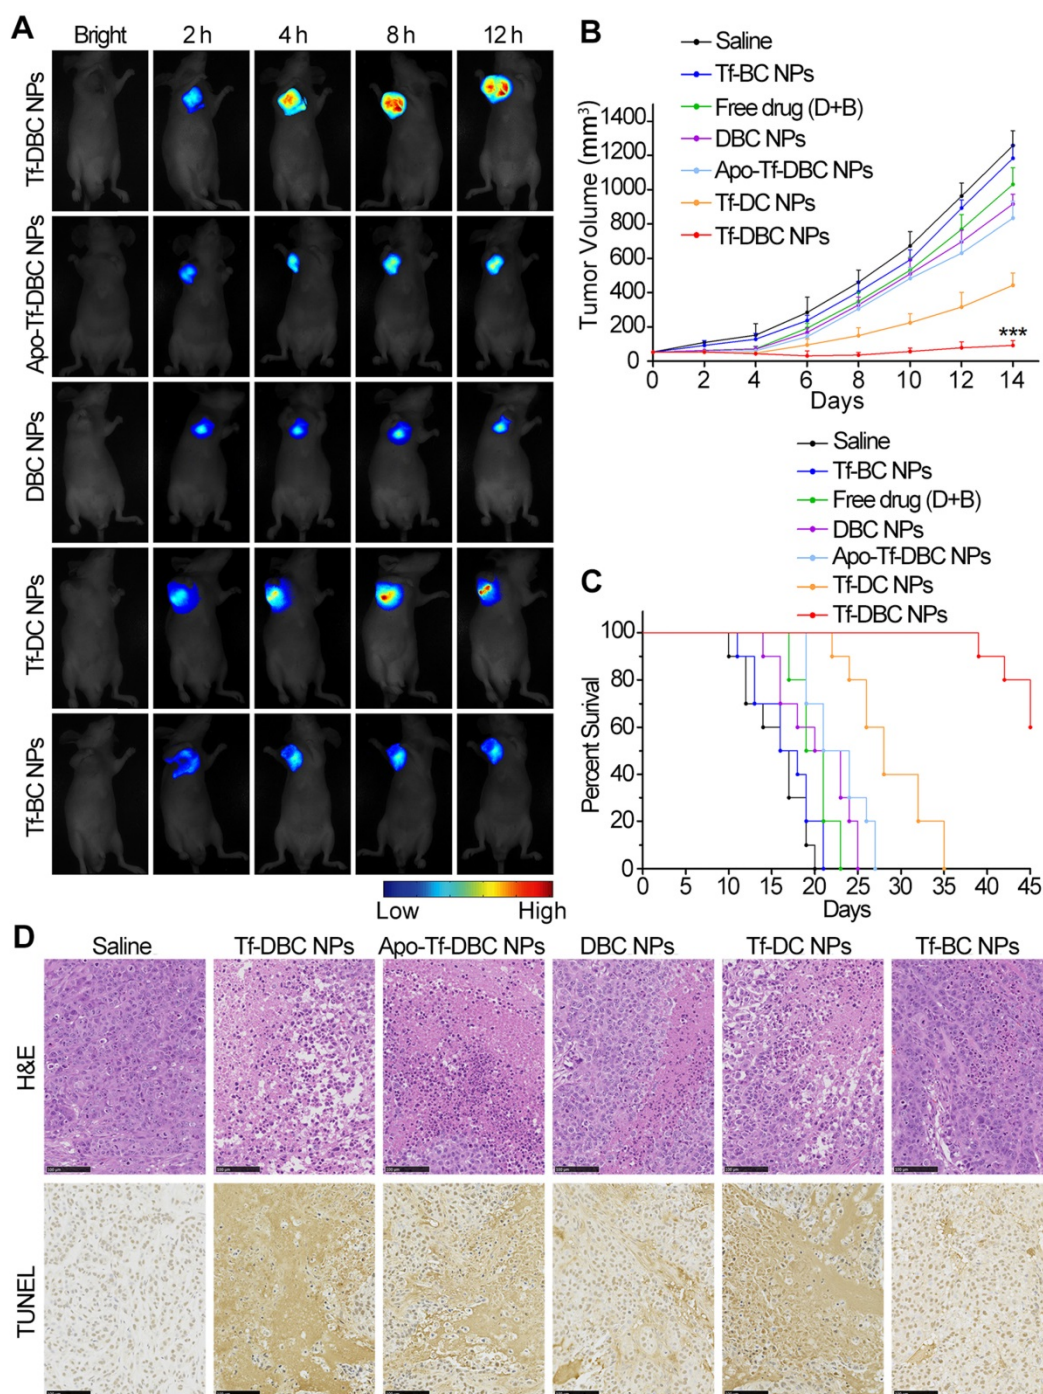 A
Bright 2 h 4 h 8 h 12 h
Tf-DBC NPs
Apo-Tf-DBC NPs
DBC NPs
Tf-DC NPs
Tf-BC NPs
Low High
B
Saline
Tf-BC NPs
Free drug (D+B)
DBC NPs
Apo-Tf-DBC NPs
Tf-DC NPs
Tf-DBC NPs
Tumor Volume (mm³)
1400
1200
1000
800
600
400
200
0
***
0 2 4 6 8 10 12 14
Days
Saline
Tf-BC NPs
Free drug (D+B)
DBC NPs
Apo-Tf-DBC NPs
Tf-DC NPs
Tf-DBC NPs
C
Percent Surival
100
80
60
40
20
0
0 5 10 15 20 25 30 35 40 45
Days
D
Saline Tf-DBC NPs Apo-Tf-DBC NPs DBC NPs Tf-DC NPs Tf-BC NPs
H&E
TUNEL